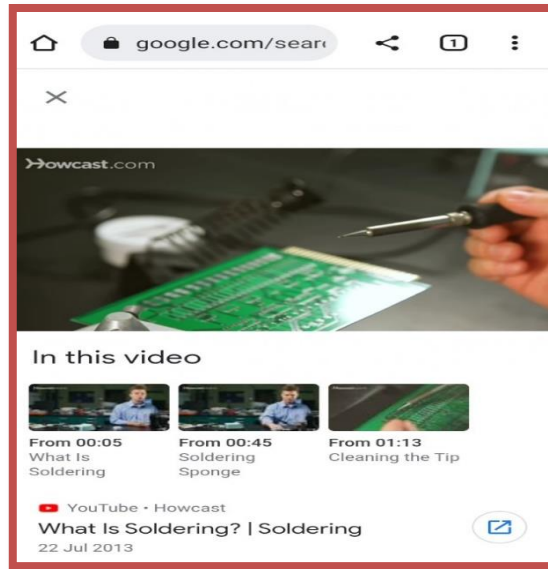 google.com/sear
1
Howcast.com
In this video
From 00:05
What Is
Soldering
From 00:45
Soldering
Sponge
From 01:13
Cleaning the Tip
YouTube • Howcast
What Is Soldering? | Soldering
22 Jul 2013